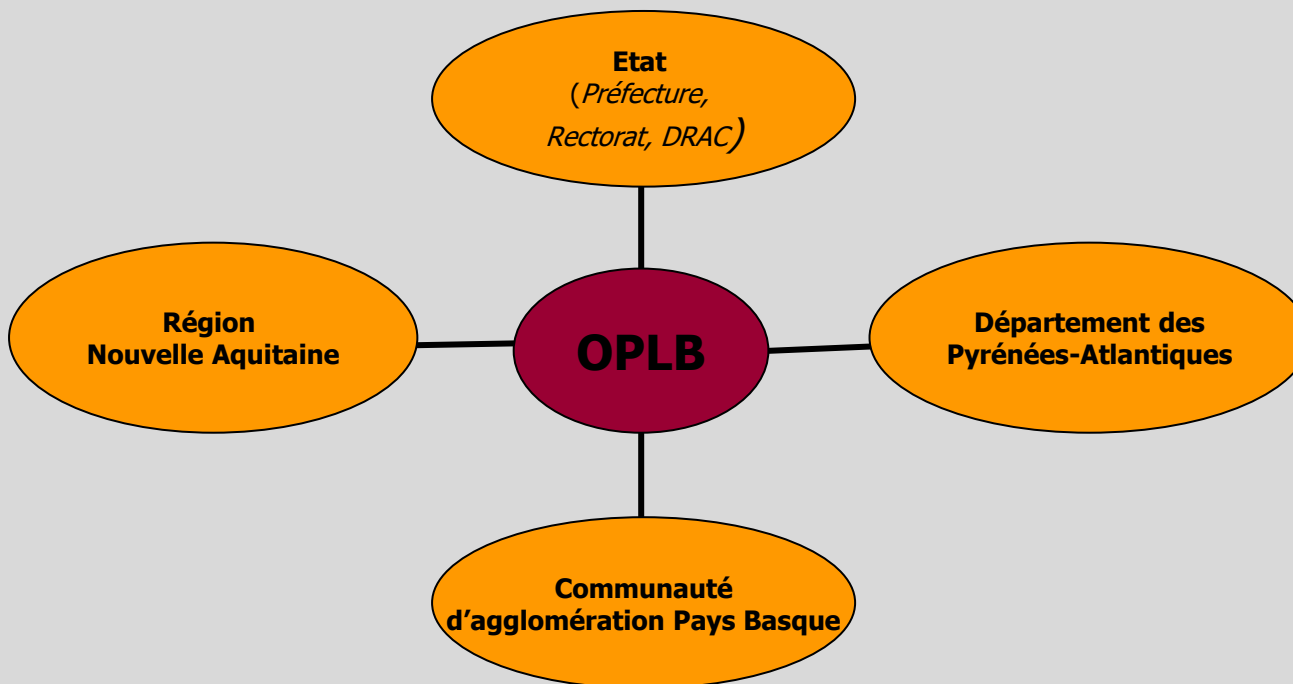 Etat
(Préfecture,
Rectorat, DRAC)
Région
Nouvelle Aquitaine
OPLB
Département des
Pyrénées-Atlantiques
Communauté
d’agglomération Pays Basque